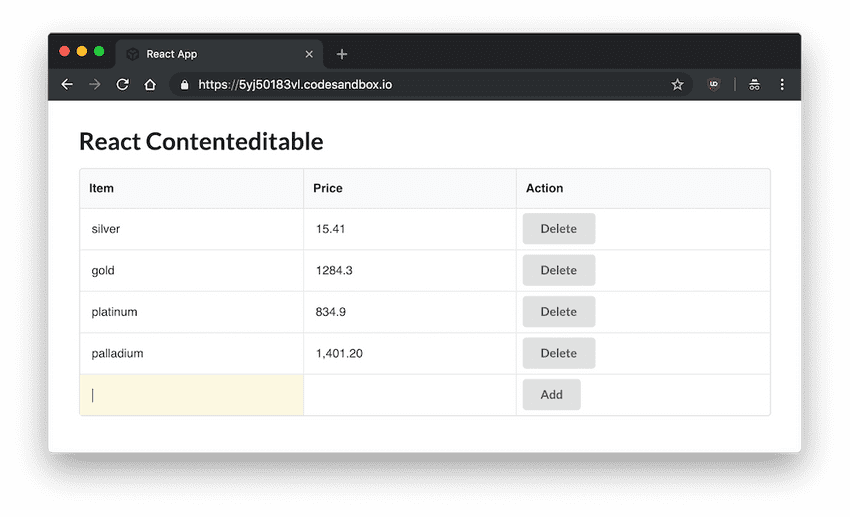 React App
https://5yj50183vl.codesandbox.io
React Contenteditable
Item Price Action
silver 15.41 Delete
gold 1284.3 Delete
platinum 834.9 Delete
palladium 1,401.20 Delete
Add